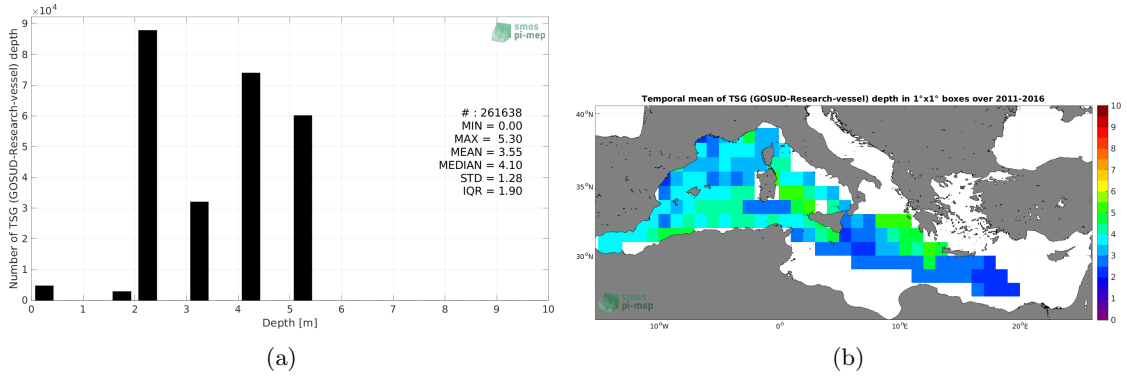 ×10⁴
9
8
7
6
5
4
3
2
1
0
Number of TSG (GOSUD-Research-vessel) depth
smos
pi-mep
# : 261638
MIN = 0.00
MAX = 5.30
MEAN = 3.55
MEDIAN = 4.10
STD = 1.28
IQR = 1.90
0 1 2 3 4 5 6 7 8 9 10
Depth [m]
(a)
Temporal mean of TSG (GOSUD-Research-vessel) depth in 1°x1° boxes over 2011-2016
40°N
35°N
30°N
smos
pi-mep
10°W 0° 10°E 20°E
10
9
8
7
6
5
4
3
2
1
0
(b)